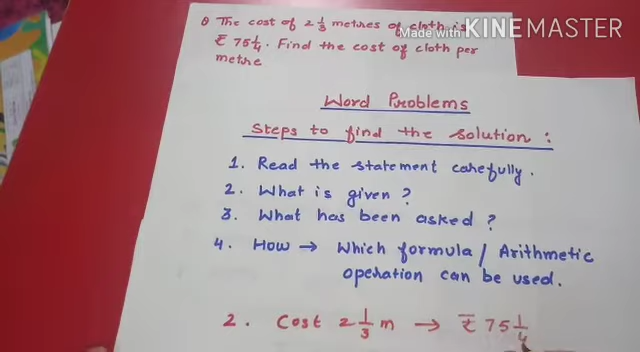 Q The cost of 2 1/3 metres of cloth is
₹ 75 1/4. Find the cost of cloth per
metre
Made with KINEMASTER
Word Problems
Steps to find the solution :
1. Read the statement carefully.
2. What is given ?
3. What has been asked ?
4. How → Which formula / Arithmetic
operation can be used.
2. Cost 2 1/3 m → ₹ 75 1/4